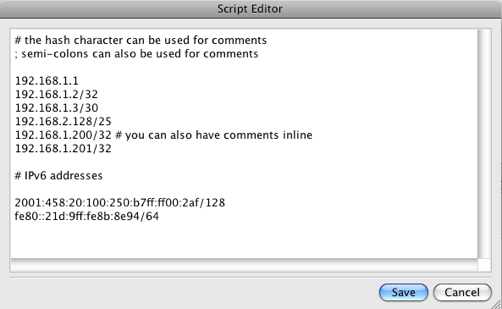 Script Editor
# the hash character can be used for comments
; semi-colons can also be used for comments
192.168.1.1
192.168.1.2/32
192.168.1.3/30
192.168.2.128/25
192.168.1.200/32 # you can also have comments inline
192.168.1.201/32
# IPv6 addresses
2001:458:20:100:250:b7ff:ff00:2af/128
fe80::21d:9ff:fe8b:8e94/64
Save Cancel